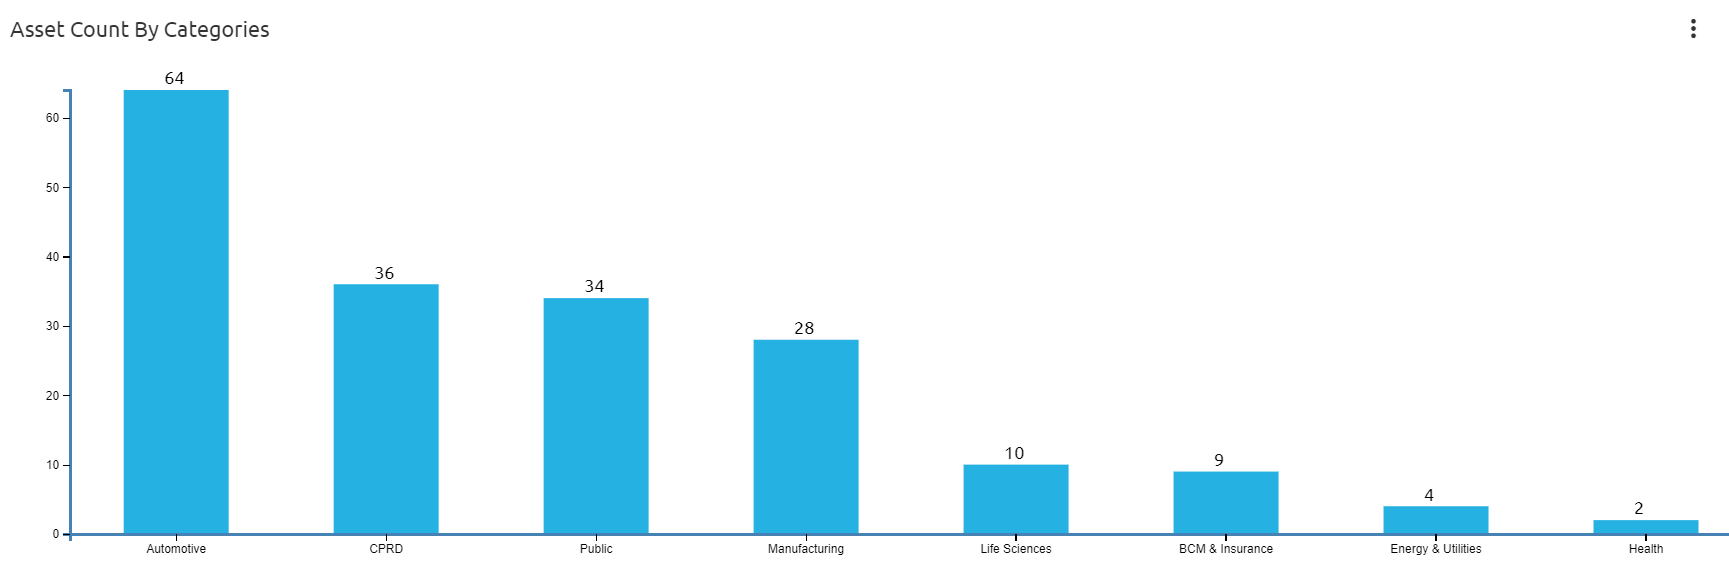 Asset Count By Categories
64
36
34
28
10
9
4
2
60
50
40
30
20
10
0
Automotive
CPRD
Public
Manufacturing
Life Sciences
BCM & Insurance
Energy & Utilities
Health